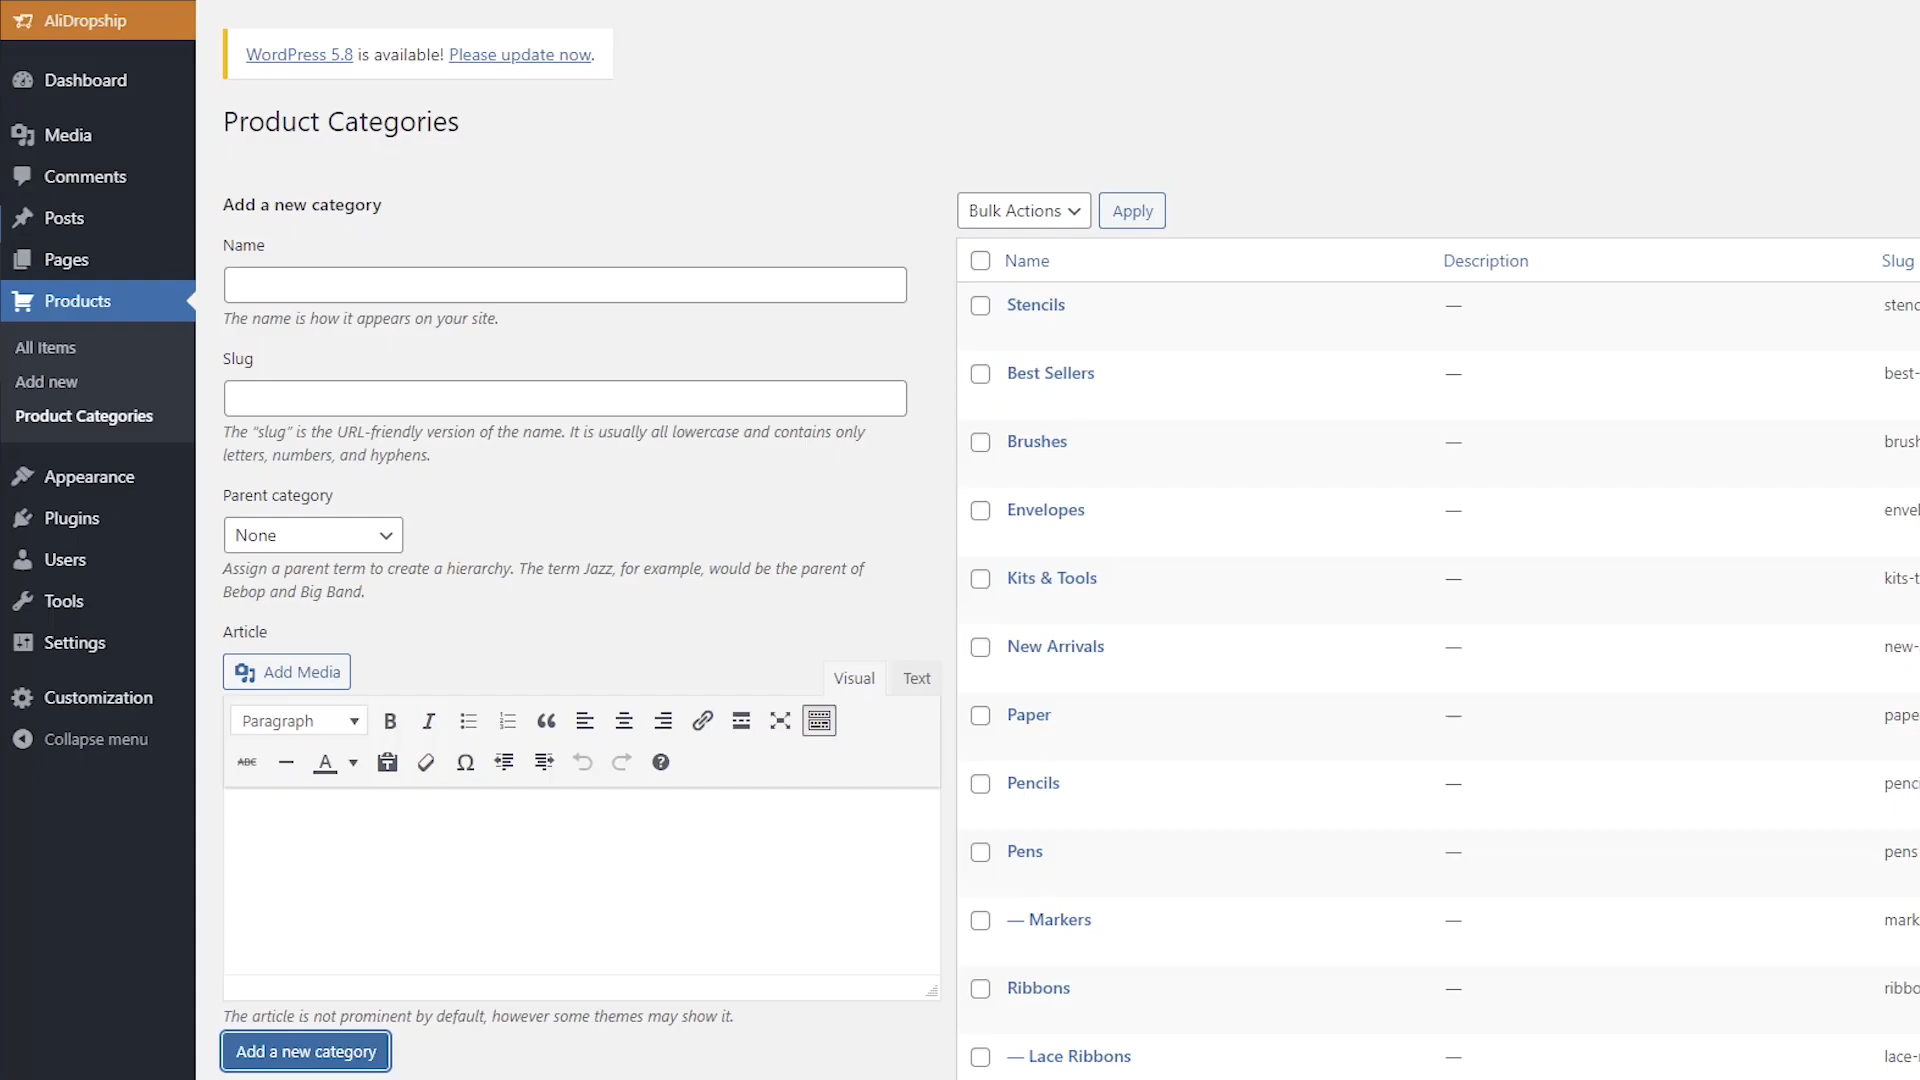 AliDropship
Dashboard
Media
Comments
Posts
Pages
Products
All Items
Add new
Product Categories
Appearance
Plugins
Users
Tools
Settings
Customization
Collapse menu
WordPress 5.8 is available! Please update now.
Product Categories
Add a new category
Name
The name is how it appears on your site.
Slug
The “slug” is the URL-friendly version of the name. It is usually all lowercase and contains only
letters, numbers, and hyphens.
Parent category
None
Assign a parent term to create a hierarchy. The term Jazz, for example, would be the parent of
Bebop and Big Band.
Article
Add Media
Visual Text
Paragraph B I
ABC A
The article is not prominent by default, however some themes may show it.
Add a new category
Bulk Actions Apply
Name Description Slug
Stencils — stenc
Best Sellers — best-
Brushes — brush
Envelopes — envel
Kits & Tools — kits-t
New Arrivals — new-
Paper — pape
Pencils — penci
Pens — pens
— Markers — mark
Ribbons — ribbo
— Lace Ribbons — lace-